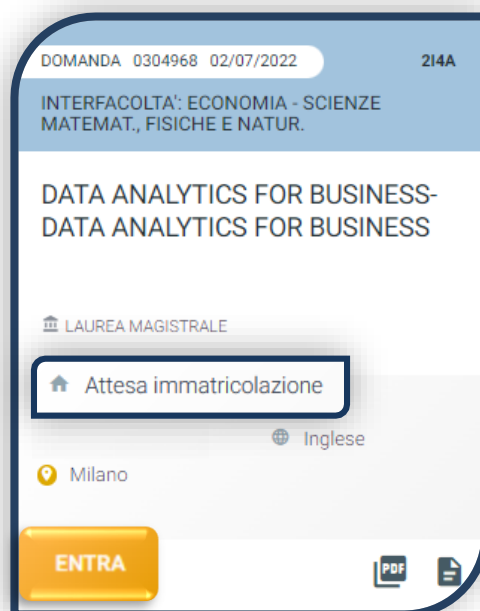 DOMANDA 0304968 02/07/2022 2I4A
INTERFACOLTA': ECONOMIA - SCIENZE
MATEMAT., FISICHE E NATUR.
DATA ANALYTICS FOR BUSINESS-
DATA ANALYTICS FOR BUSINESS
LAUREA MAGISTRALE
Attesa immatricolazione
Inglese
Milano
ENTRA
PDF